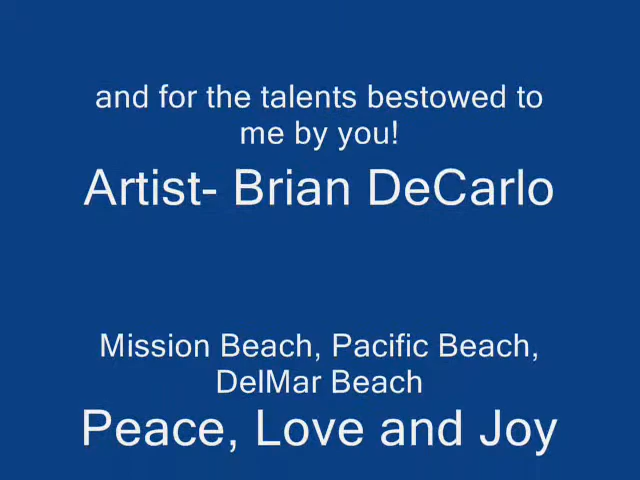 and for the talents bestowed to
me by you!
Artist- Brian DeCarlo
Mission Beach, Pacific Beach,
DelMar Beach
Peace, Love and Joy